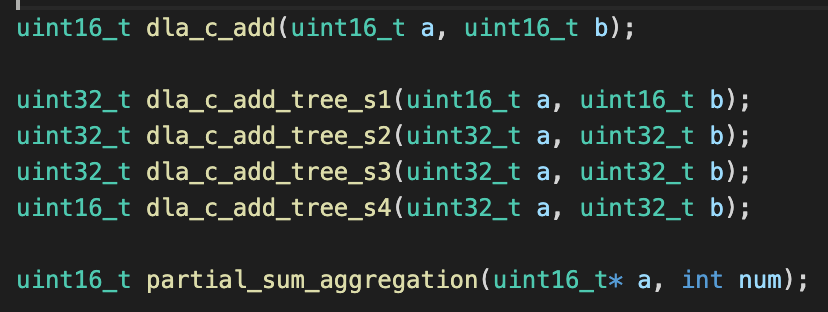 uint16_t dla_c_add(uint16_t a, uint16_t b);
uint32_t dla_c_add_tree_s1(uint16_t a, uint16_t b);
uint32_t dla_c_add_tree_s2(uint32_t a, uint32_t b);
uint32_t dla_c_add_tree_s3(uint32_t a, uint32_t b);
uint16_t dla_c_add_tree_s4(uint32_t a, uint32_t b);
uint16_t partial_sum_aggregation(uint16_t* a, int num);